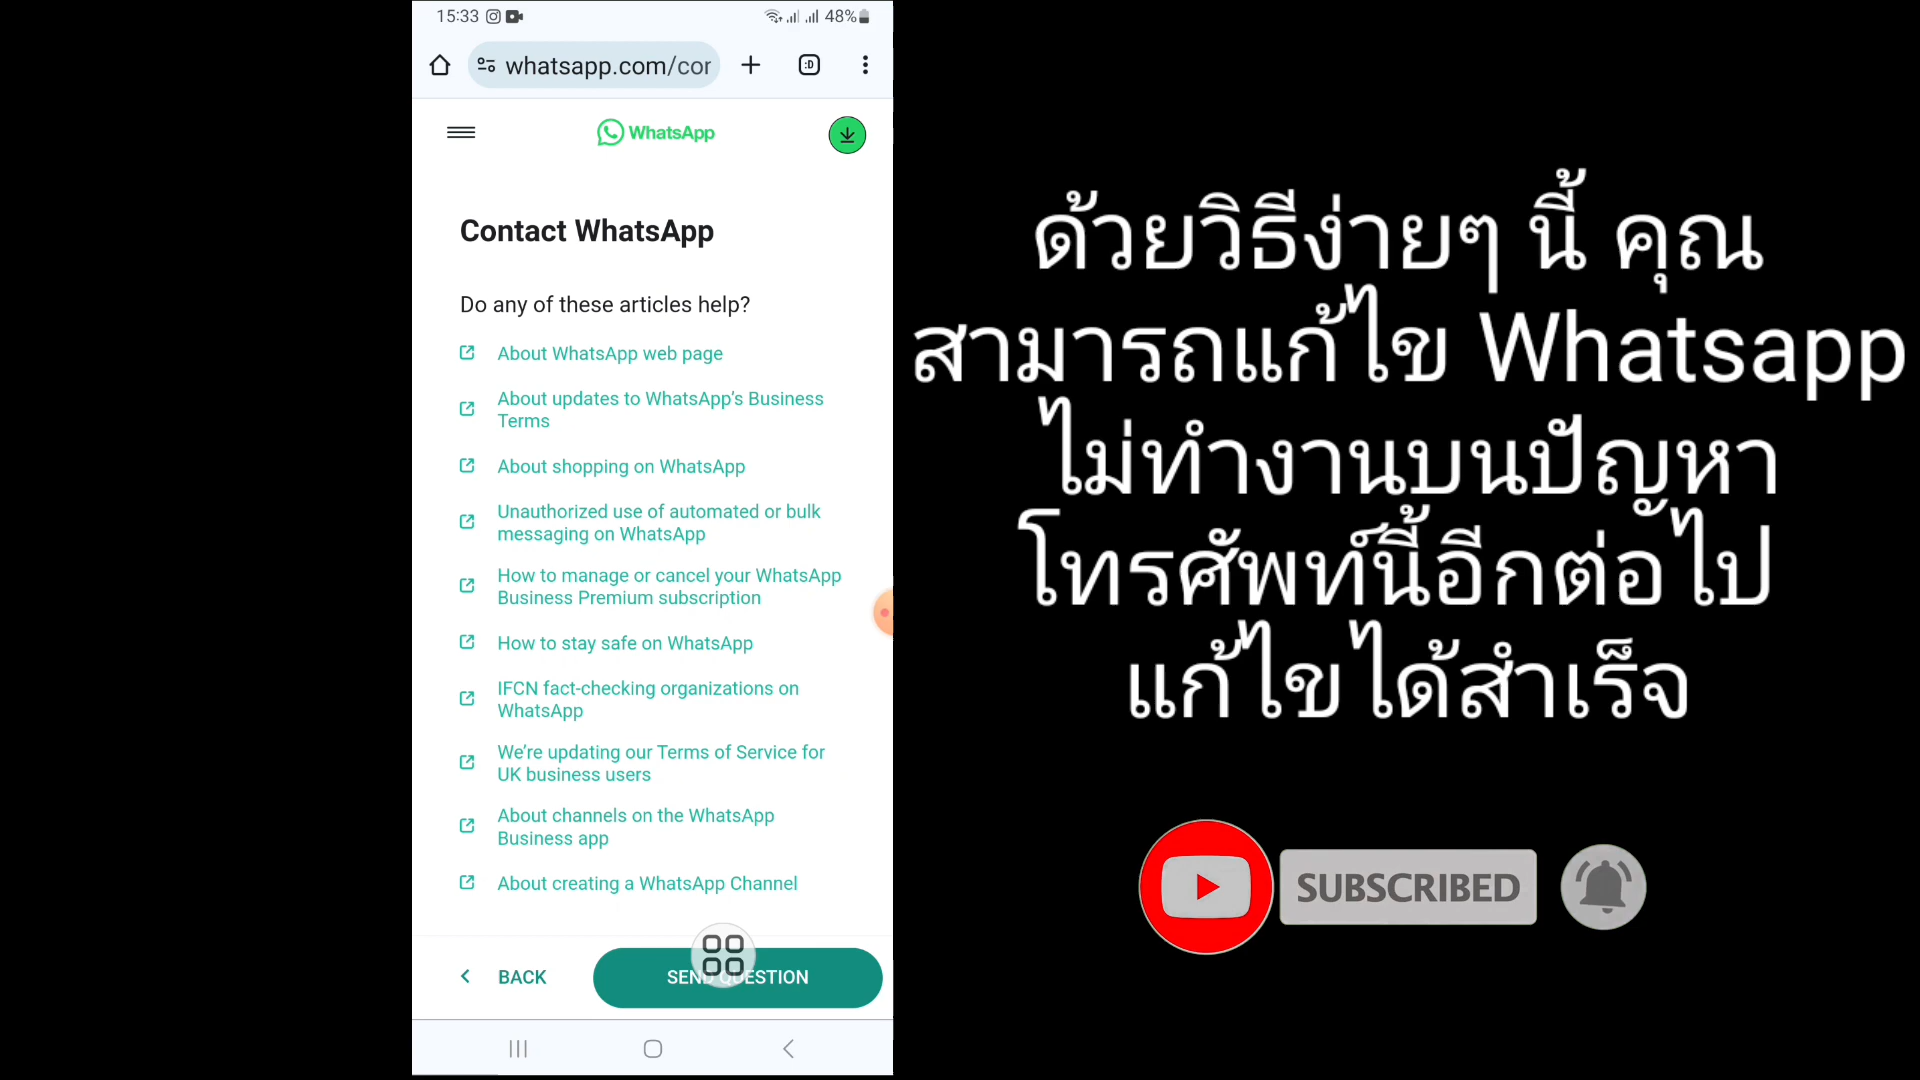 15:33
48%
whatsapp.com/cor
WhatsApp
Contact WhatsApp
Do any of these articles help?
About WhatsApp web page
About updates to WhatsApp’s Business
Terms
About shopping on WhatsApp
Unauthorized use of automated or bulk
messaging on WhatsApp
How to manage or cancel your WhatsApp
Business Premium subscription
How to stay safe on WhatsApp
IFCN fact-checking organizations on
WhatsApp
We’re updating our Terms of Service for
UK business users
About channels on the WhatsApp
Business app
About creating a WhatsApp Channel
BACK
SEND QUESTION
ด้วยวิธีง่ายๆ นี้ คุณ
สามารถแก้ไข Whatsapp
ไม่ทำงานบนปัญหา
โทรศัพท์นี้อีกต่อไป
แก้ไขได้สำเร็จ
SUBSCRIBED